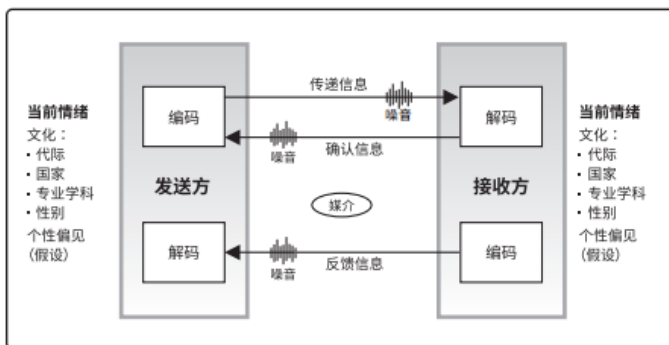 当前情绪
文化：
· 代际
· 国家
· 专业学科
· 性别
个性偏见
(假设)
编码
发送方
解码
传递信息
噪音
噪音
确认信息
媒介
噪音
反馈信息
解码
接收方
编码
当前情绪
文化：
· 代际
· 国家
· 专业学科
· 性别
个性偏见
(假设)